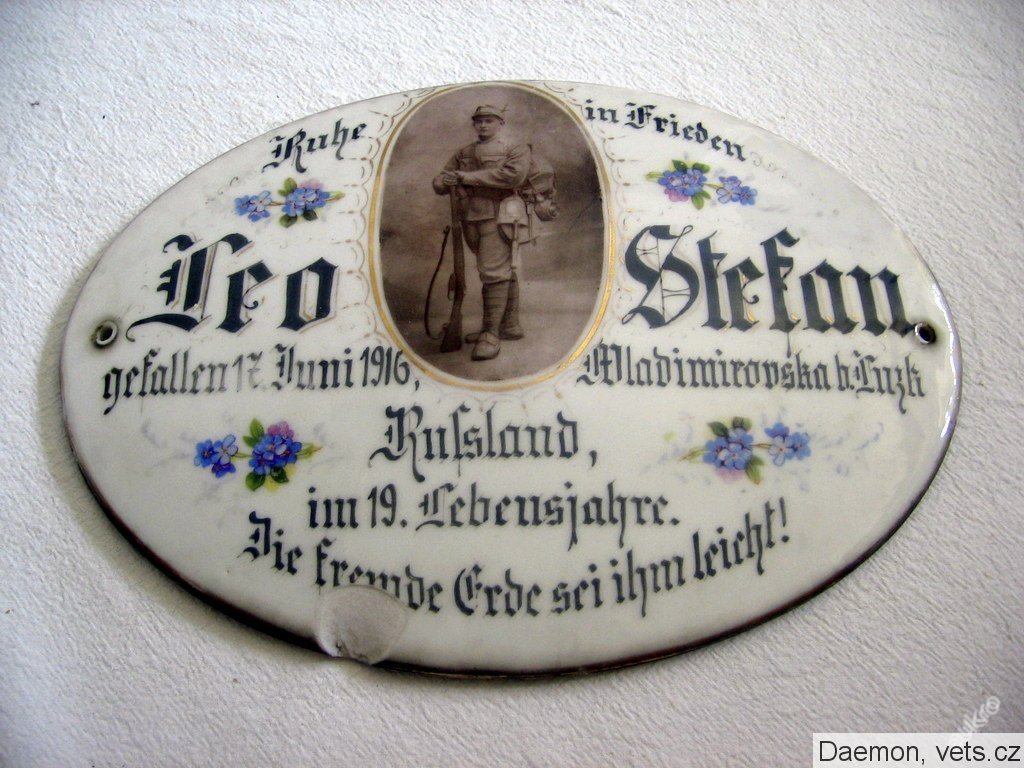 Ruhe in Frieden
Leo Stefan
gefallen 17. Juni 1916, Wladimirovska b. Luzk
Russland,
im 19. Lebensjahre.
Die fremde Erde sei ihm leicht!
Daemon, vets.cz